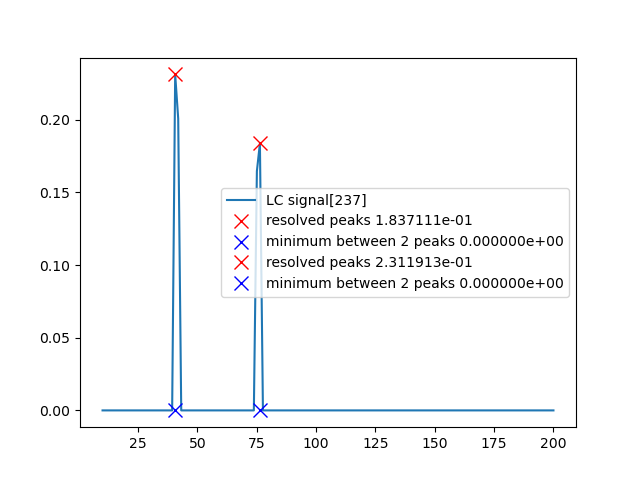 0.20
0.15
0.10
0.05
0.00
LC signal[237]
resolved peaks 1.837111e-01
minimum between 2 peaks 0.000000e+00
resolved peaks 2.311913e-01
minimum between 2 peaks 0.000000e+00
25 50 75 100 125 150 175 200